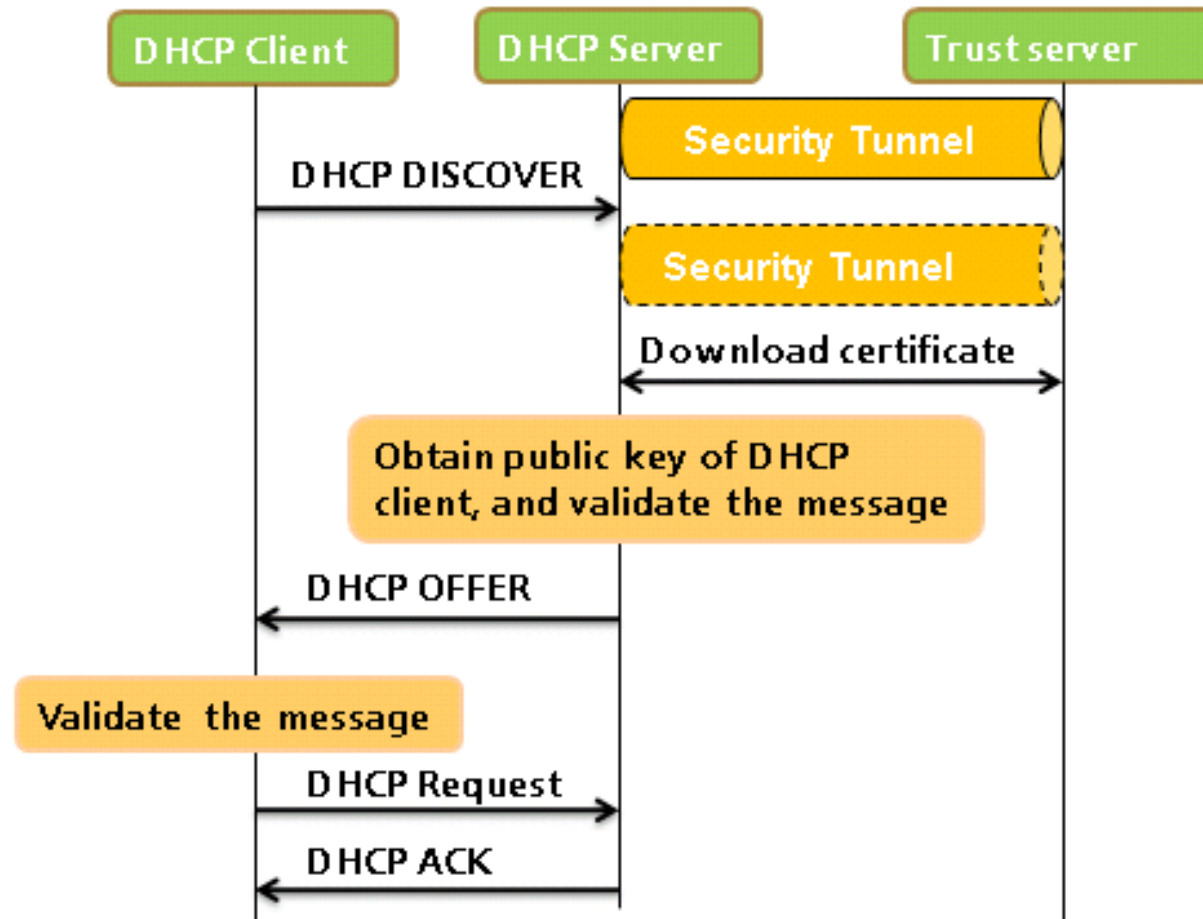 DHCP Client
DHCP Server
Trust server
Security Tunnel
DHCP DISCOVER
Security Tunnel
Download certificate
Obtain public key of DHCP
client, and validate the message
DHCP OFFER
Validate the message
DHCP Request
DHCP ACK